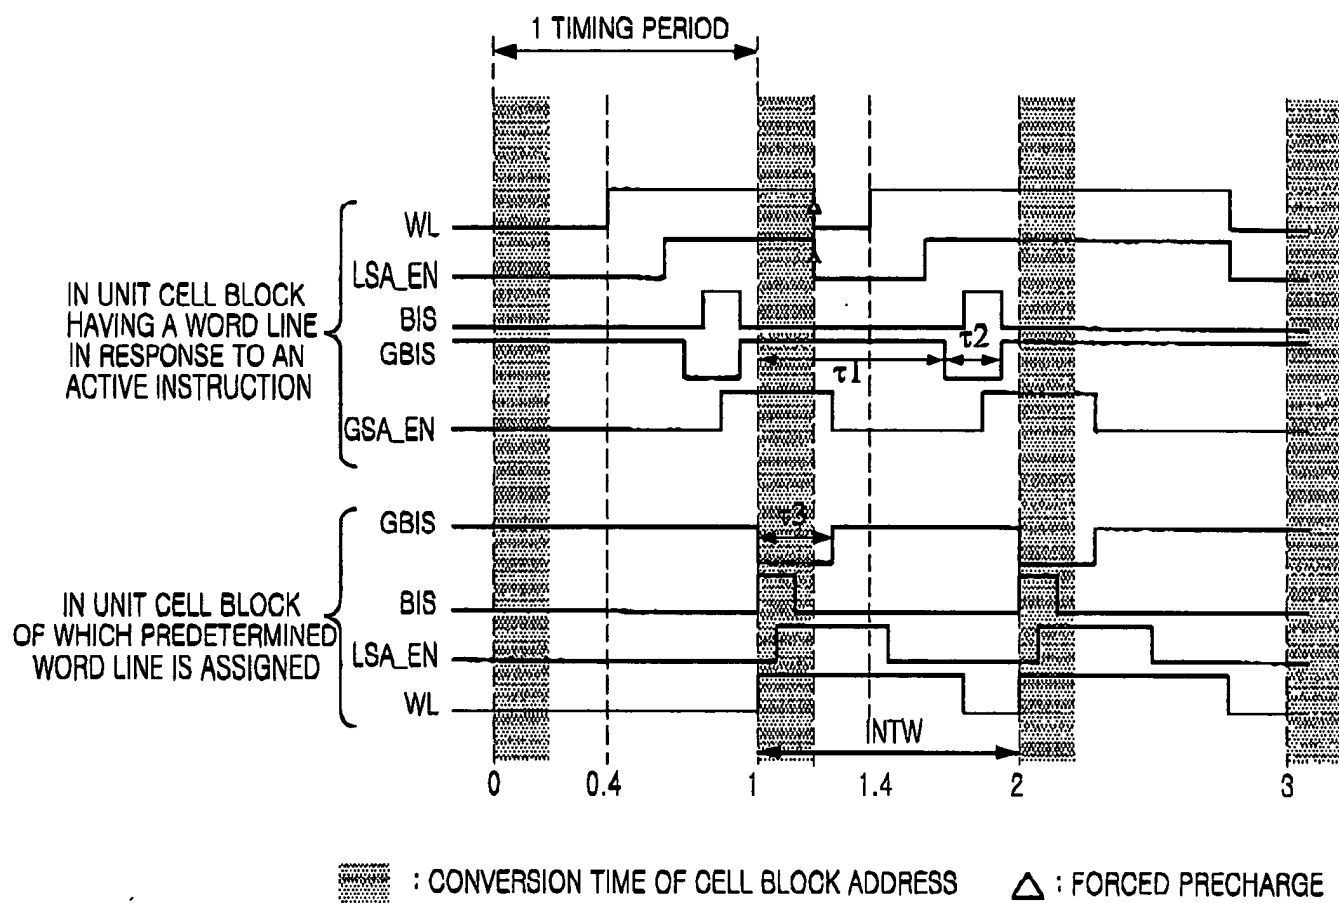 1 TIMING PERIOD
WL
LSA_EN
IN UNIT CELL BLOCK
HAVING A WORD LINE
IN RESPONSE TO AN
ACTIVE INSTRUCTION
BIS
GBIS
τ2
τ1
GSA_EN
GBIS
τ3
IN UNIT CELL BLOCK
OF WHICH PREDETERMINED
WORD LINE IS ASSIGNED
BIS
LSA_EN
WL
INTW
0 0.4 1 1.4 2 3
: CONVERSION TIME OF CELL BLOCK ADDRESS
: FORCED PRECHARGE